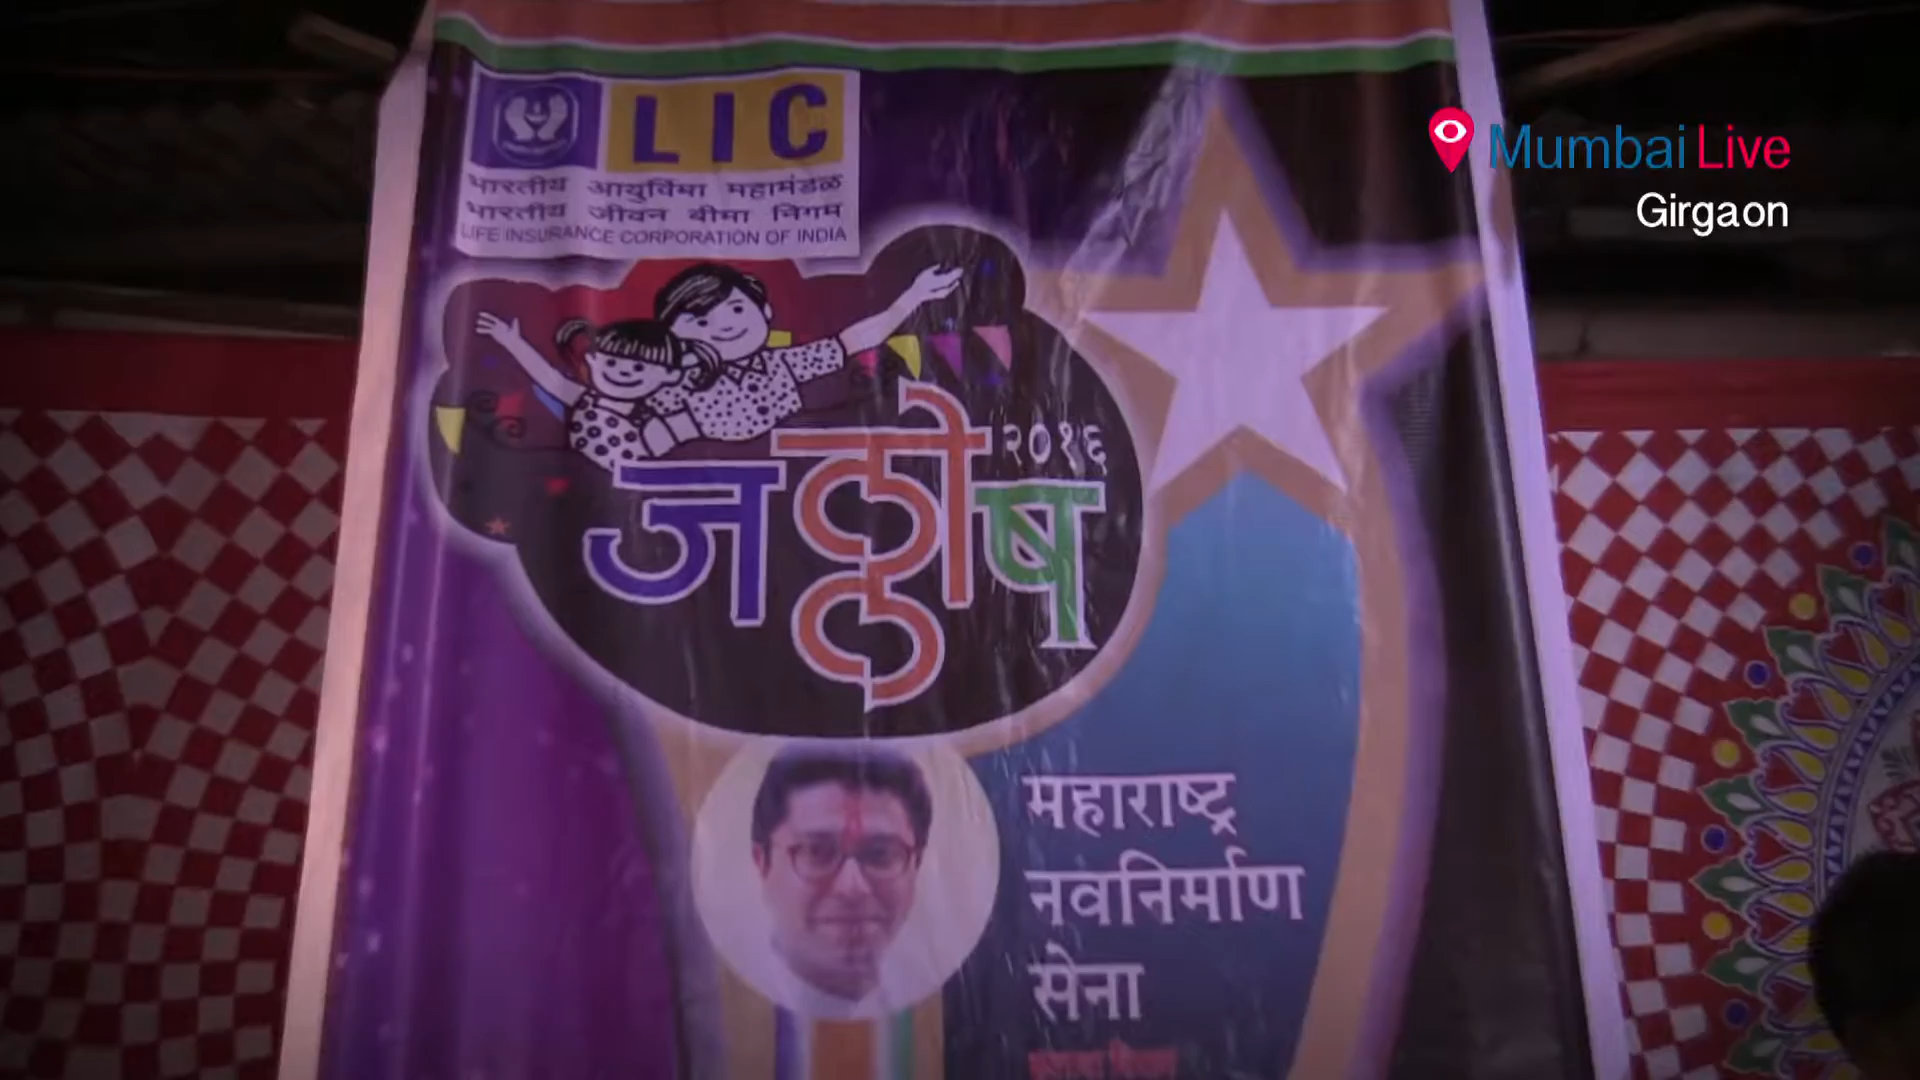 LIC
भारतीय आयुर्विमा महामंडळ
भारतीय जीवन बीमा निगम
LIFE INSURANCE CORPORATION OF INDIA
Mumbai Live
Girgaon
२०१६
जल्लोष
महाराष्ट्र
नवनिर्माण
सेना